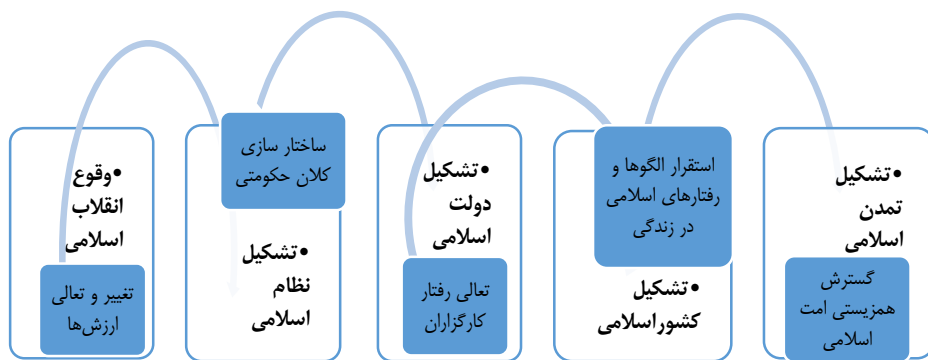 •وقوع
انقلاب
اسلامی
تغییر و تعالی
ارزش‌ها
ساختار سازی
کلان حکومتی
•تشکیل
نظام
اسلامی
•تشکیل
دولت
اسلامی
تعالی رفتار
کارگزاران
استقرار الگوها و
رفتارهای اسلامی
در زندگی
•تشکیل
کشوراسلامی
•تشکیل
تمدن
اسلامی
گسترش
همزیستی امت
اسلامی